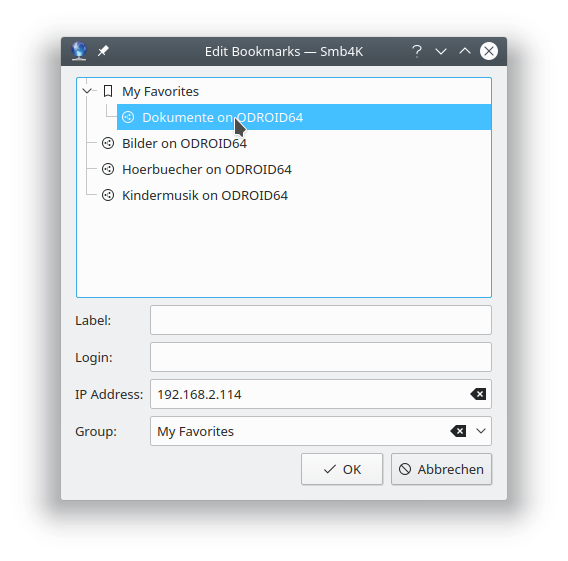 Edit Bookmarks — Smb4K
My Favorites
Dokumente on ODROID64
Bilder on ODROID64
Hoerbuecher on ODROID64
Kindermusik on ODROID64
Label:
Login:
IP Address: 192.168.2.114
Group: My Favorites
OK Abbrechen